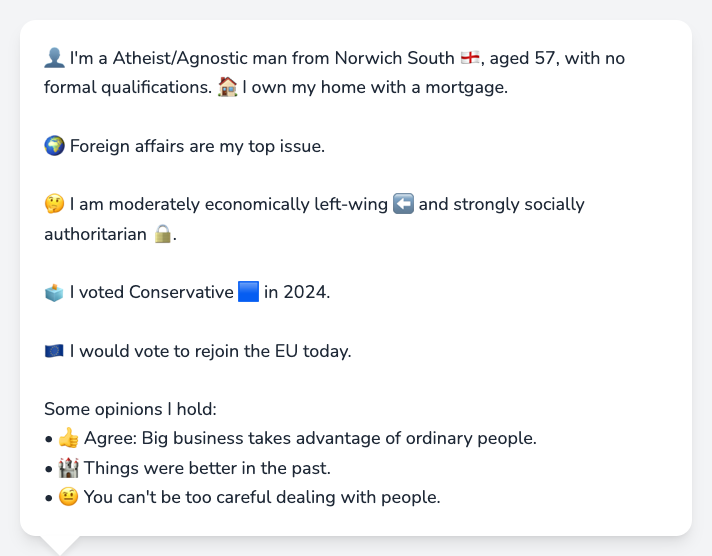 👤 I'm a Atheist/Agnostic man from Norwich South 🏴󠁧󠁢󠁥󠁮󠁧󠁿, aged 57, with no
formal qualifications. 🏠 I own my home with a mortgage.
🌍 Foreign affairs are my top issue.
🤔 I am moderately economically left-wing ⬅️ and strongly socially
authoritarian 🔒.
🗳️ I voted Conservative 🟦 in 2024.
🇪🇺 I would vote to rejoin the EU today.
Some opinions I hold:
• 👍 Agree: Big business takes advantage of ordinary people.
• 🏰 Things were better in the past.
• 🤨 You can't be too careful dealing with people.